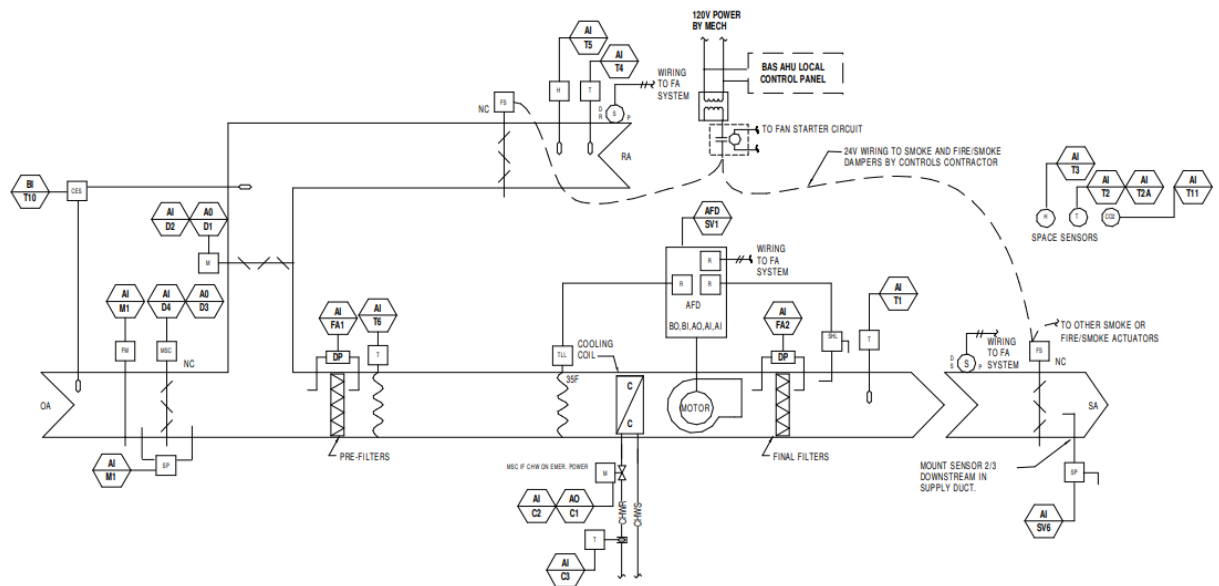 120V POWER
BY MECH
AI
T5
AI
T4
BAS AHU LOCAL
CONTROL PANEL
WIRING
TO FA
SYSTEM
H
T
D
R
S
P
FS
NC
RA
TO FAN STARTER CIRCUIT
24V WIRING TO SMOKE AND FIRE/SMOKE
DAMPERS BY CONTROLS CONTRACTOR
AI
T3
AI
T2
AI
T2A
AI
T11
H
T
CO2
SPACE SENSORS
BI
T10
CES
AI
D2
A0
D1
M
AFD
SV1
WIRING
TO FA
SYSTEM
R
R
R
AFD
BO,BI,AO,AI,AI
AI
M1
AI
D4
A0
D3
FM
MSC
NC
AI
FA1
DP
AI
T6
T
COOLING
COIL
TLL
35F
AI
FA2
DP
SHL
AI
T1
T
D
S
S
P
WIRING
TO FA
SYSTEM
TO OTHER SMOKE OR
FIRE/SMOKE ACTUATORS
FS
NC
OA
C
C
MOTOR
SA
AI
M1
SP
PRE-FILTERS
FINAL FILTERS
MSC IF CHW ON EMER. POWER
M
AI
C2
AO
C1
CHWR
CHWS
T
AI
C3
MOUNT SENSOR 2/3
DOWNSTREAM IN
SUPPLY DUCT.
SP
AI
SV6